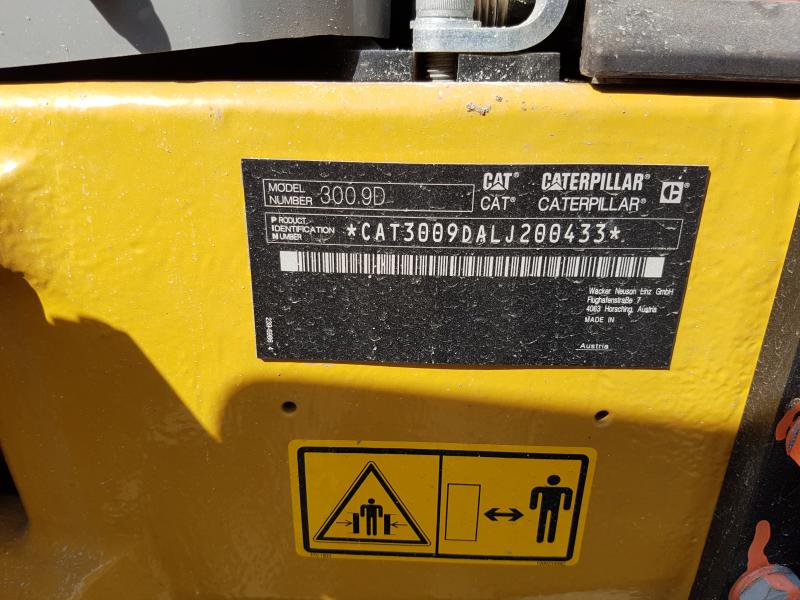 MODEL NUMBER 300.9D
CAT® CATERPILLAR®
CAT® CATERPILLAR®
PRODUCT IDENTIFICATION NUMBER *CAT3009DALJ200433*
Wacker Neuson Linz GmbH
Flughafenstraße 7
4063 Horsching, Austria
MADE IN
Austria